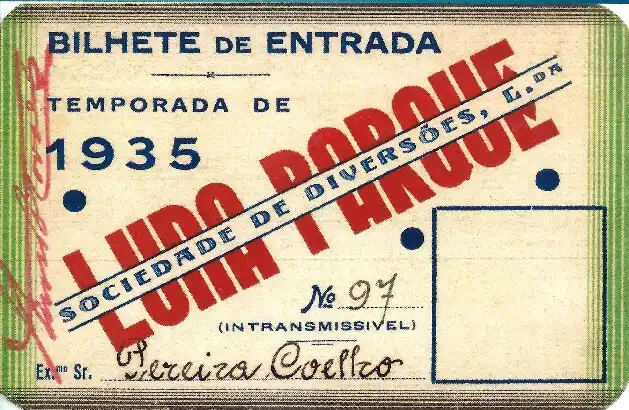 BILHETE DE ENTRADA
TEMPORADA DE
1935
LUNA PARQUE
SOCIEDADE DE DIVERSÕES, L.DA
No 97
(INTRANSMISSIVEL)
Ex.mo Sr. Pereira Coelho